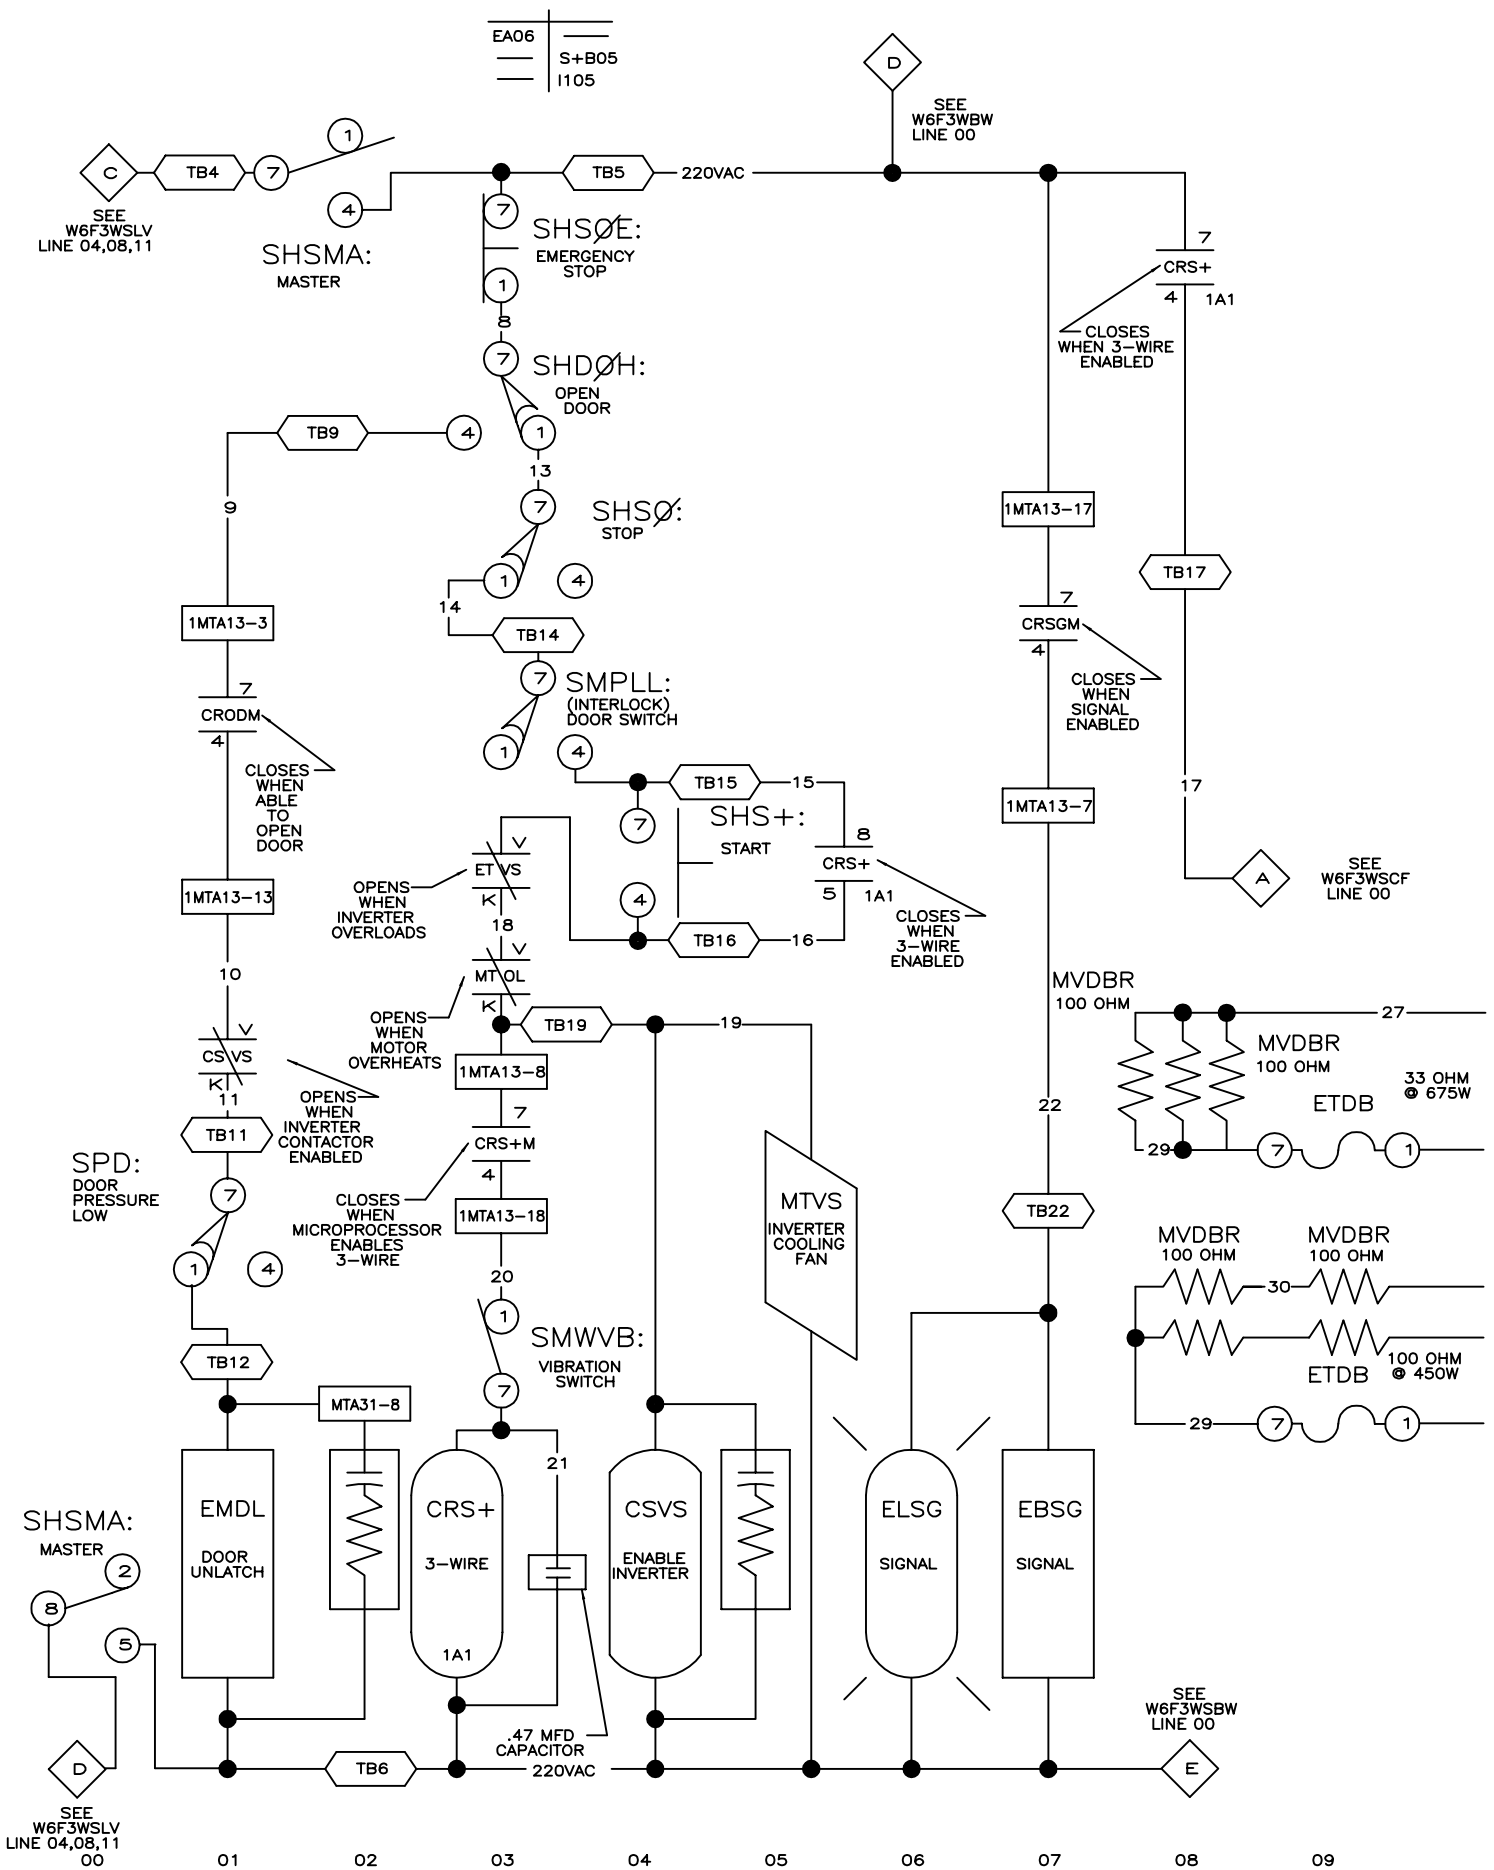 EA06
S+B05
I105
D
SEE
W6F3WBW
LINE 00
C
TB4
7
1
4
SEE
W6F3WSLV
LINE 04,08,11
SHSMA:
MASTER
TB5
220VAC
7
SHSØE:
EMERGENCY
STOP
1
8
7
CRS+
4
1A1
CLOSES
WHEN 3-WIRE
ENABLED
7
SHDØH:
OPEN
DOOR
TB9
4
1
13
9
7
SHSØ:
STOP
1MTA13-17
1
4
TB17
14
1MTA13-3
TB14
7
CRSGM
4
7
SMPLL:
(INTERLOCK)
DOOR SWITCH
1
4
CLOSES
WHEN
SIGNAL
ENABLED
7
CRODM
4
CLOSES
WHEN
ABLE
TO
OPEN
DOOR
TB15
15
17
1MTA13-7
7
SHS+:
START
8
CRS+
5
1A1
CLOSES
WHEN
3-WIRE
ENABLED
V
ET VS
K
18
OPENS
WHEN
INVERTER
OVERLOADS
4
TB16
16
A
SEE
W6F3WSCF
LINE 00
1MTA13-13
10
V
MT OL
K
OPENS
WHEN
MOTOR
OVERHEATS
TB19
19
V
CS VS
K
11
OPENS
WHEN
INVERTER
CONTACTOR
ENABLED
1MTA13-8
7
CRS+M
4
1MTA13-18
CLOSES
WHEN
MICROPROCESSOR
ENABLES
3-WIRE
MVDBR
100 OHM
27
MVDBR
100 OHM
33 OHM
@ 675W
ETDB
29
7
1
22
TB11
SPD:
DOOR
PRESSURE
LOW
7
1
4
TB12
20
1
SMWVB:
VIBRATION
SWITCH
7
MTVS
INVERTER
COOLING
FAN
TB22
MVDBR
100 OHM
MVDBR
100 OHM
30
ETDB
100 OHM
@ 450W
29
7
1
MTA31-8
21
SHSMA:
MASTER
2
8
5
EMDL
DOOR
UNLATCH
CRS+
3-WIRE
1A1
CSVS
ENABLE
INVERTER
ELSG
SIGNAL
EBSG
SIGNAL
.47 MFD
CAPACITOR
SEE
W6F3WSBW
LINE 00
D
TB6
220VAC
E
SEE
W6F3WSLV
LINE 04,08,11
00 01 02 03 04 05 06 07 08 09